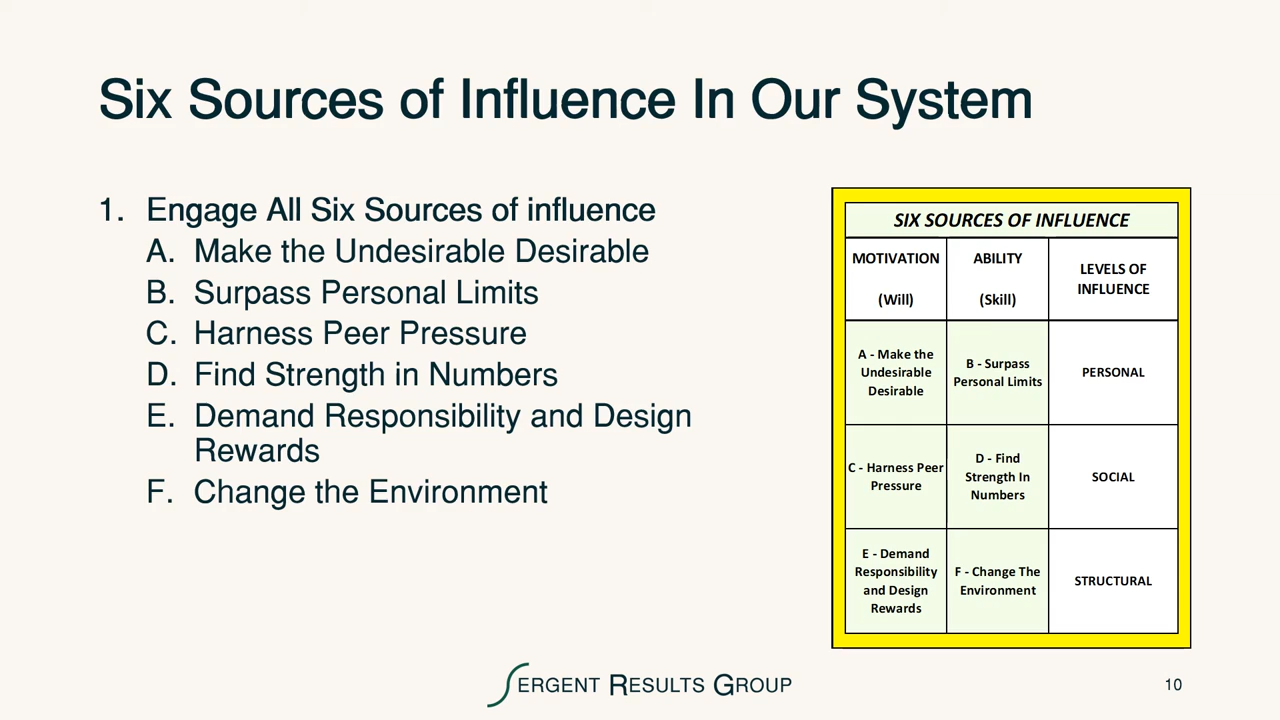 Six Sources of Influence In Our System
1. Engage All Six Sources of influence
A. Make the Undesirable Desirable
B. Surpass Personal Limits
C. Harness Peer Pressure
D. Find Strength in Numbers
E. Demand Responsibility and Design
Rewards
F. Change the Environment
SIX SOURCES OF INFLUENCE
MOTIVATION
(Will)
ABILITY
(Skill)
LEVELS OF
INFLUENCE
A - Make the
Undesirable
Desirable
B - Surpass
Personal Limits
PERSONAL
C - Harness Peer
Pressure
D - Find
Strength In
Numbers
SOCIAL
E - Demand
Responsibility
and Design
Rewards
F - Change The
Environment
STRUCTURAL
SERGENT RESULTS GROUP
10